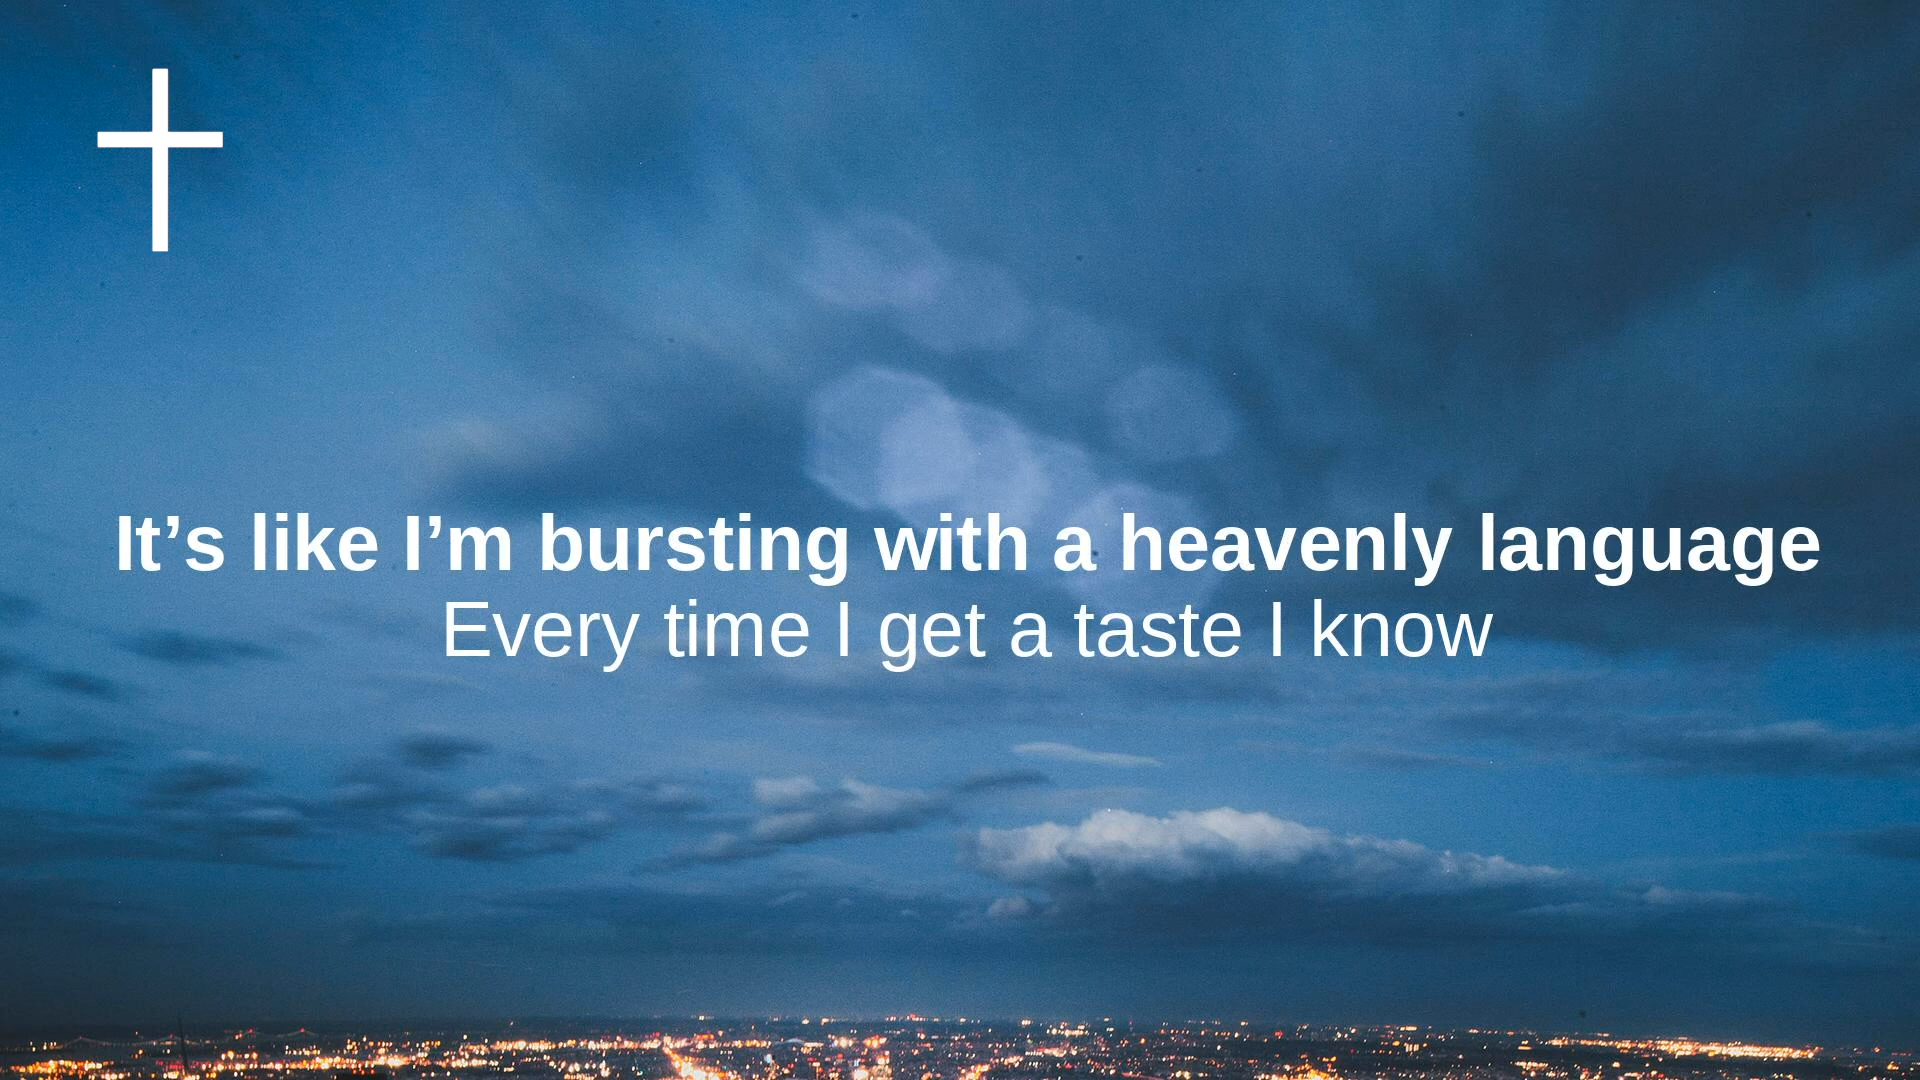 It’s like I’m bursting with a heavenly language
Every time I get a taste I know